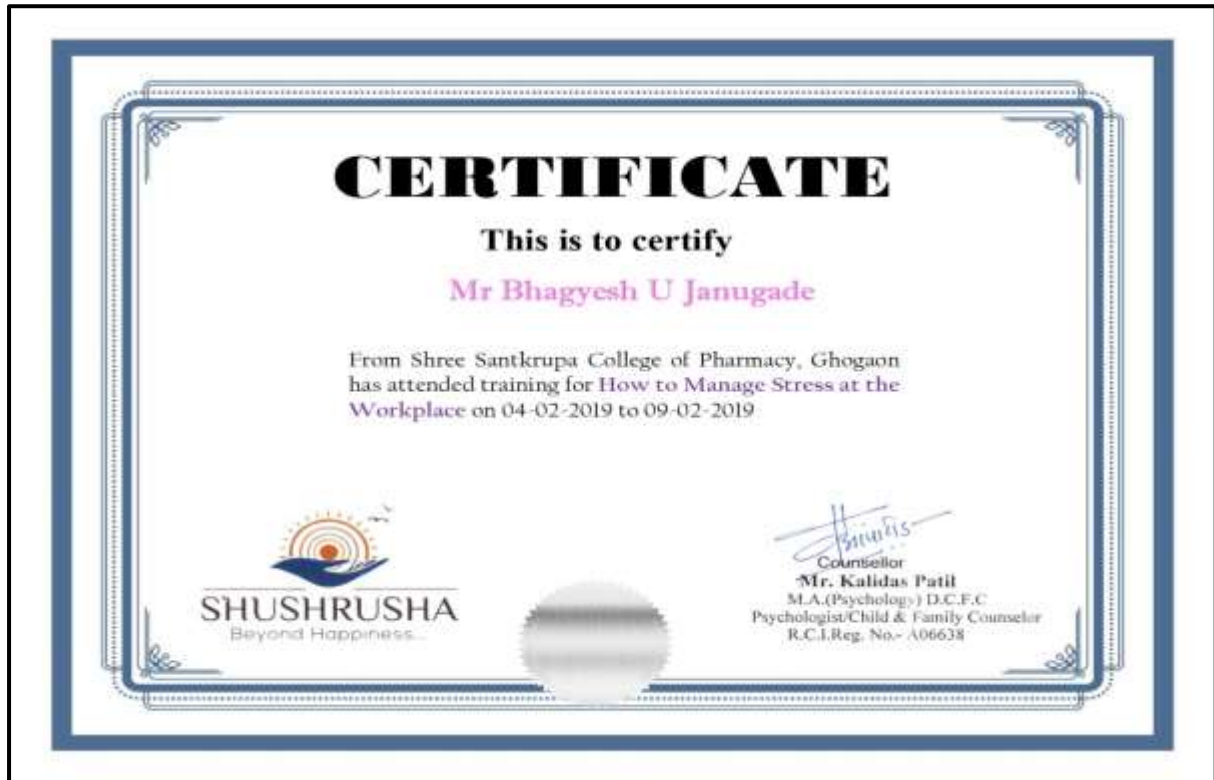 CERTIFICATE
This is to certify
Mr Bhagyesh U Janugade
From Shree Santkrupa College of Pharmacy, Ghogaon
has attended training for How to Manage Stress at the
Workplace on 04-02-2019 to 09-02-2019
SHUSHRUSHA
Beyond Happiness...
Counsellor
Mr. Kalidas Patil
M.A.(Psychology) D.C.F.C
Psychologist/Child & Family Counselor
R.C.I.Reg. No.- A06638